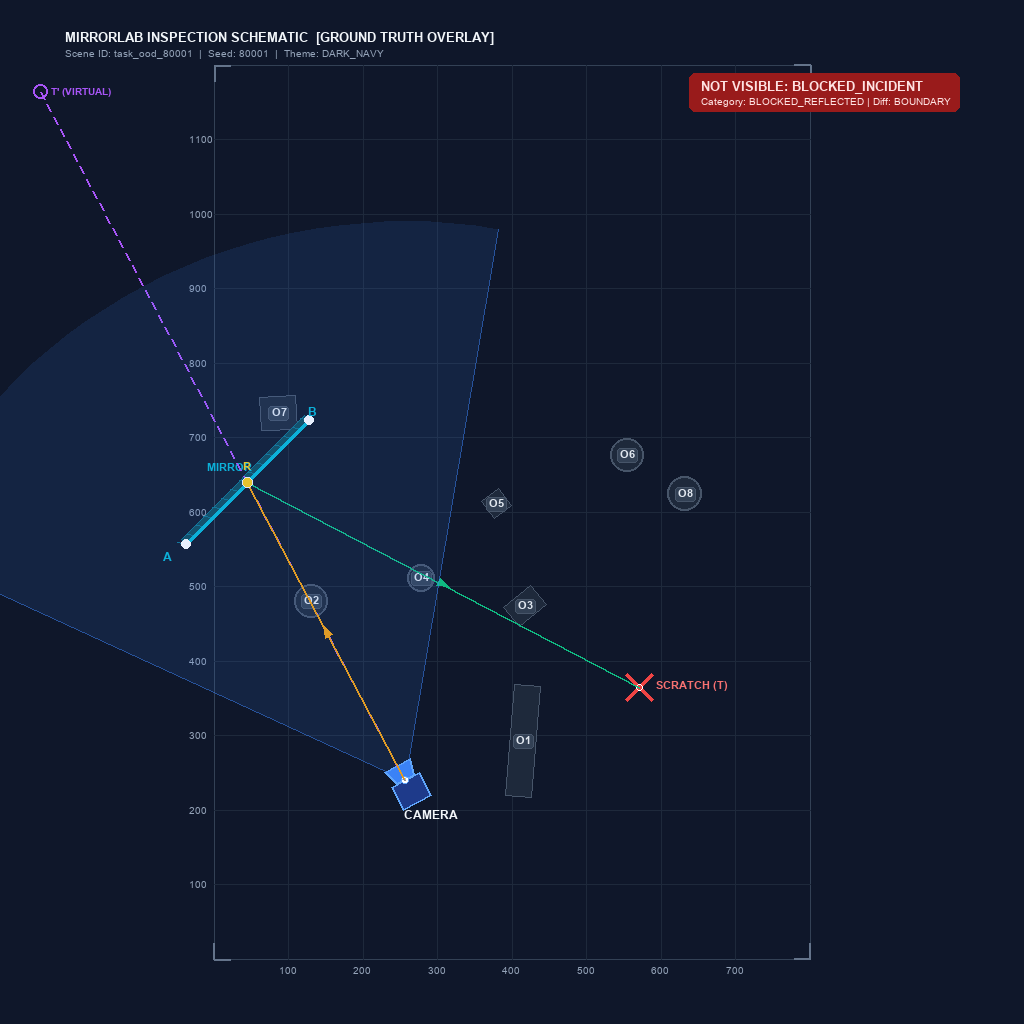 MIRRORLAB INSPECTION SCHEMATIC  [GROUND TRUTH OVERLAY]
Scene ID: task_ood_80001  |  Seed: 80001  |  Theme: DARK_NAVY
NOT VISIBLE: BLOCKED_INCIDENT
Category: BLOCKED_REFLECTED | Diff: BOUNDARY
T' (VIRTUAL)
1100
1000
900
800
700
600
500
400
300
200
100
O7
B
MIRRO
R
A
O6
O8
O5
O4
O2
O3
SCRATCH (T)
O1
CAMERA
100
200
300
400
500
600
700